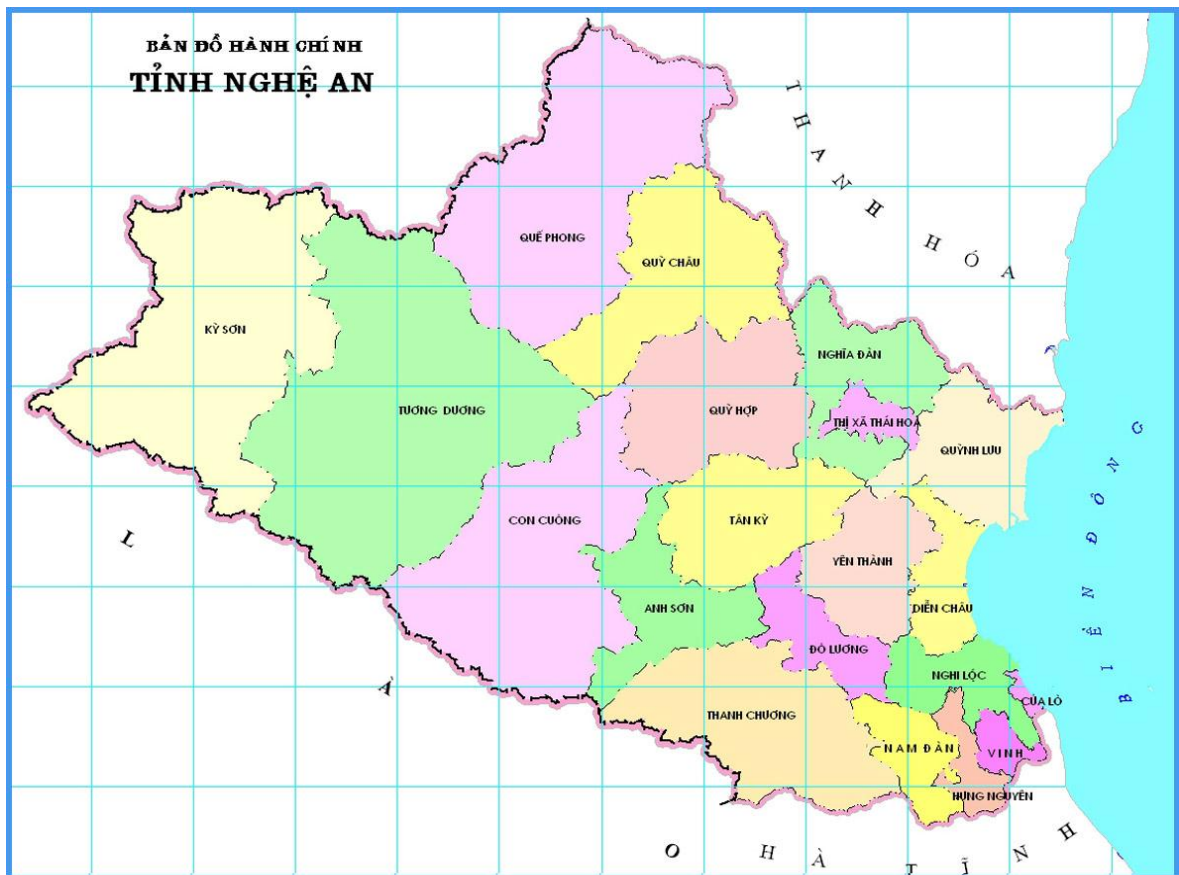 BẢN ĐỒ HÀNH CHÍNH
TỈNH NGHỆ AN
THANH HÓA
QUẾ PHONG
QUỲ CHÂU
KỲ SƠN
NGHĨA ĐÀN
TƯƠNG DƯƠNG
QUỲ HỢP
THỊ XÃ THÁI HOÀ
QUỲNH LƯU
BIỂN ĐÔNG
CON CUÔNG
TÂN KỲ
YÊN THÀNH
ANH SƠN
DIỄN CHÂU
ĐÔ LƯƠNG
NGHI LỘC
CỬA LÒ
THANH CHƯƠNG
NAM ĐÀN
VINH
HƯNG NGUYÊN
LÀO
HÀ TĨNH